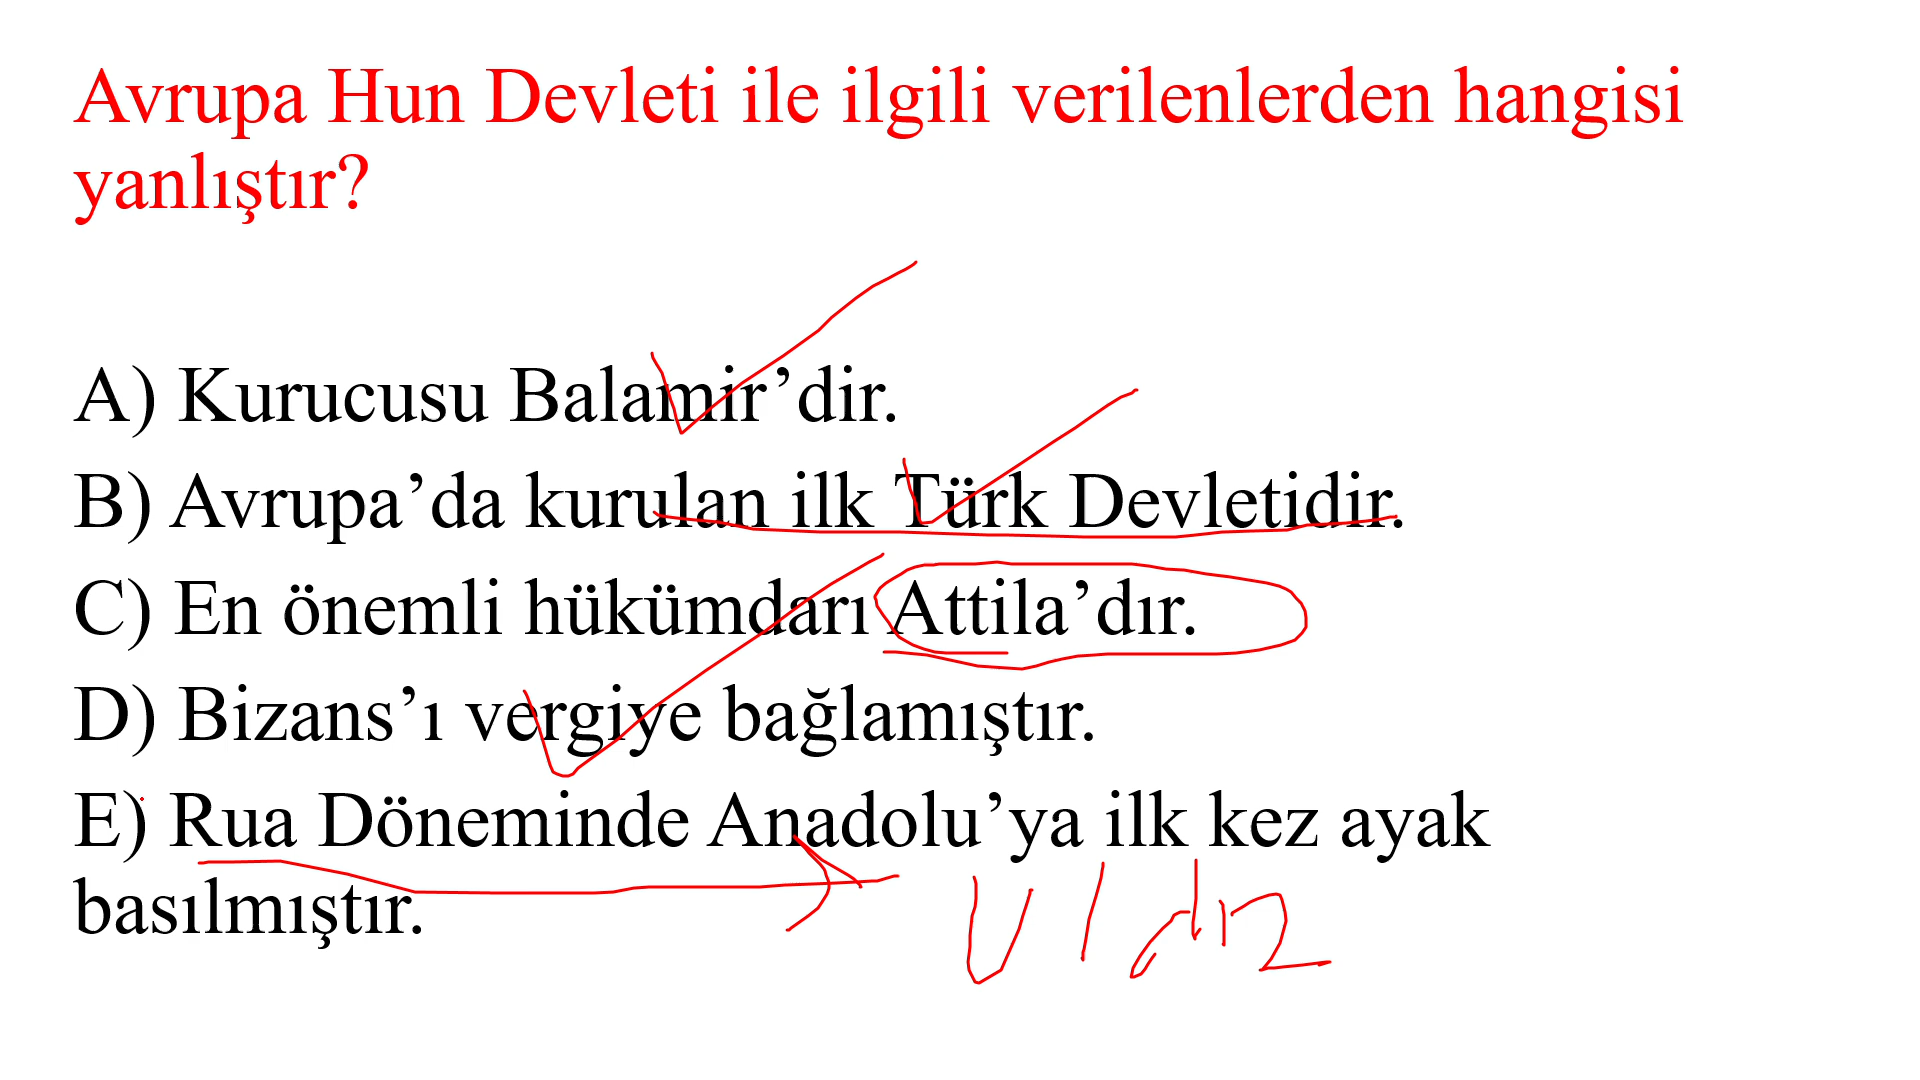 Avrupa Hun Devleti ile ilgili verilenlerden hangisi
yanlıştır?
A) Kurucusu Balamir’dir.
B) Avrupa’da kurulan ilk Türk Devletidir.
C) En önemli hükümdarı Attila’dır.
D) Bizans’ı vergiye bağlamıştır.
E) Rua Döneminde Anadolu’ya ilk kez ayak
basılmıştır.